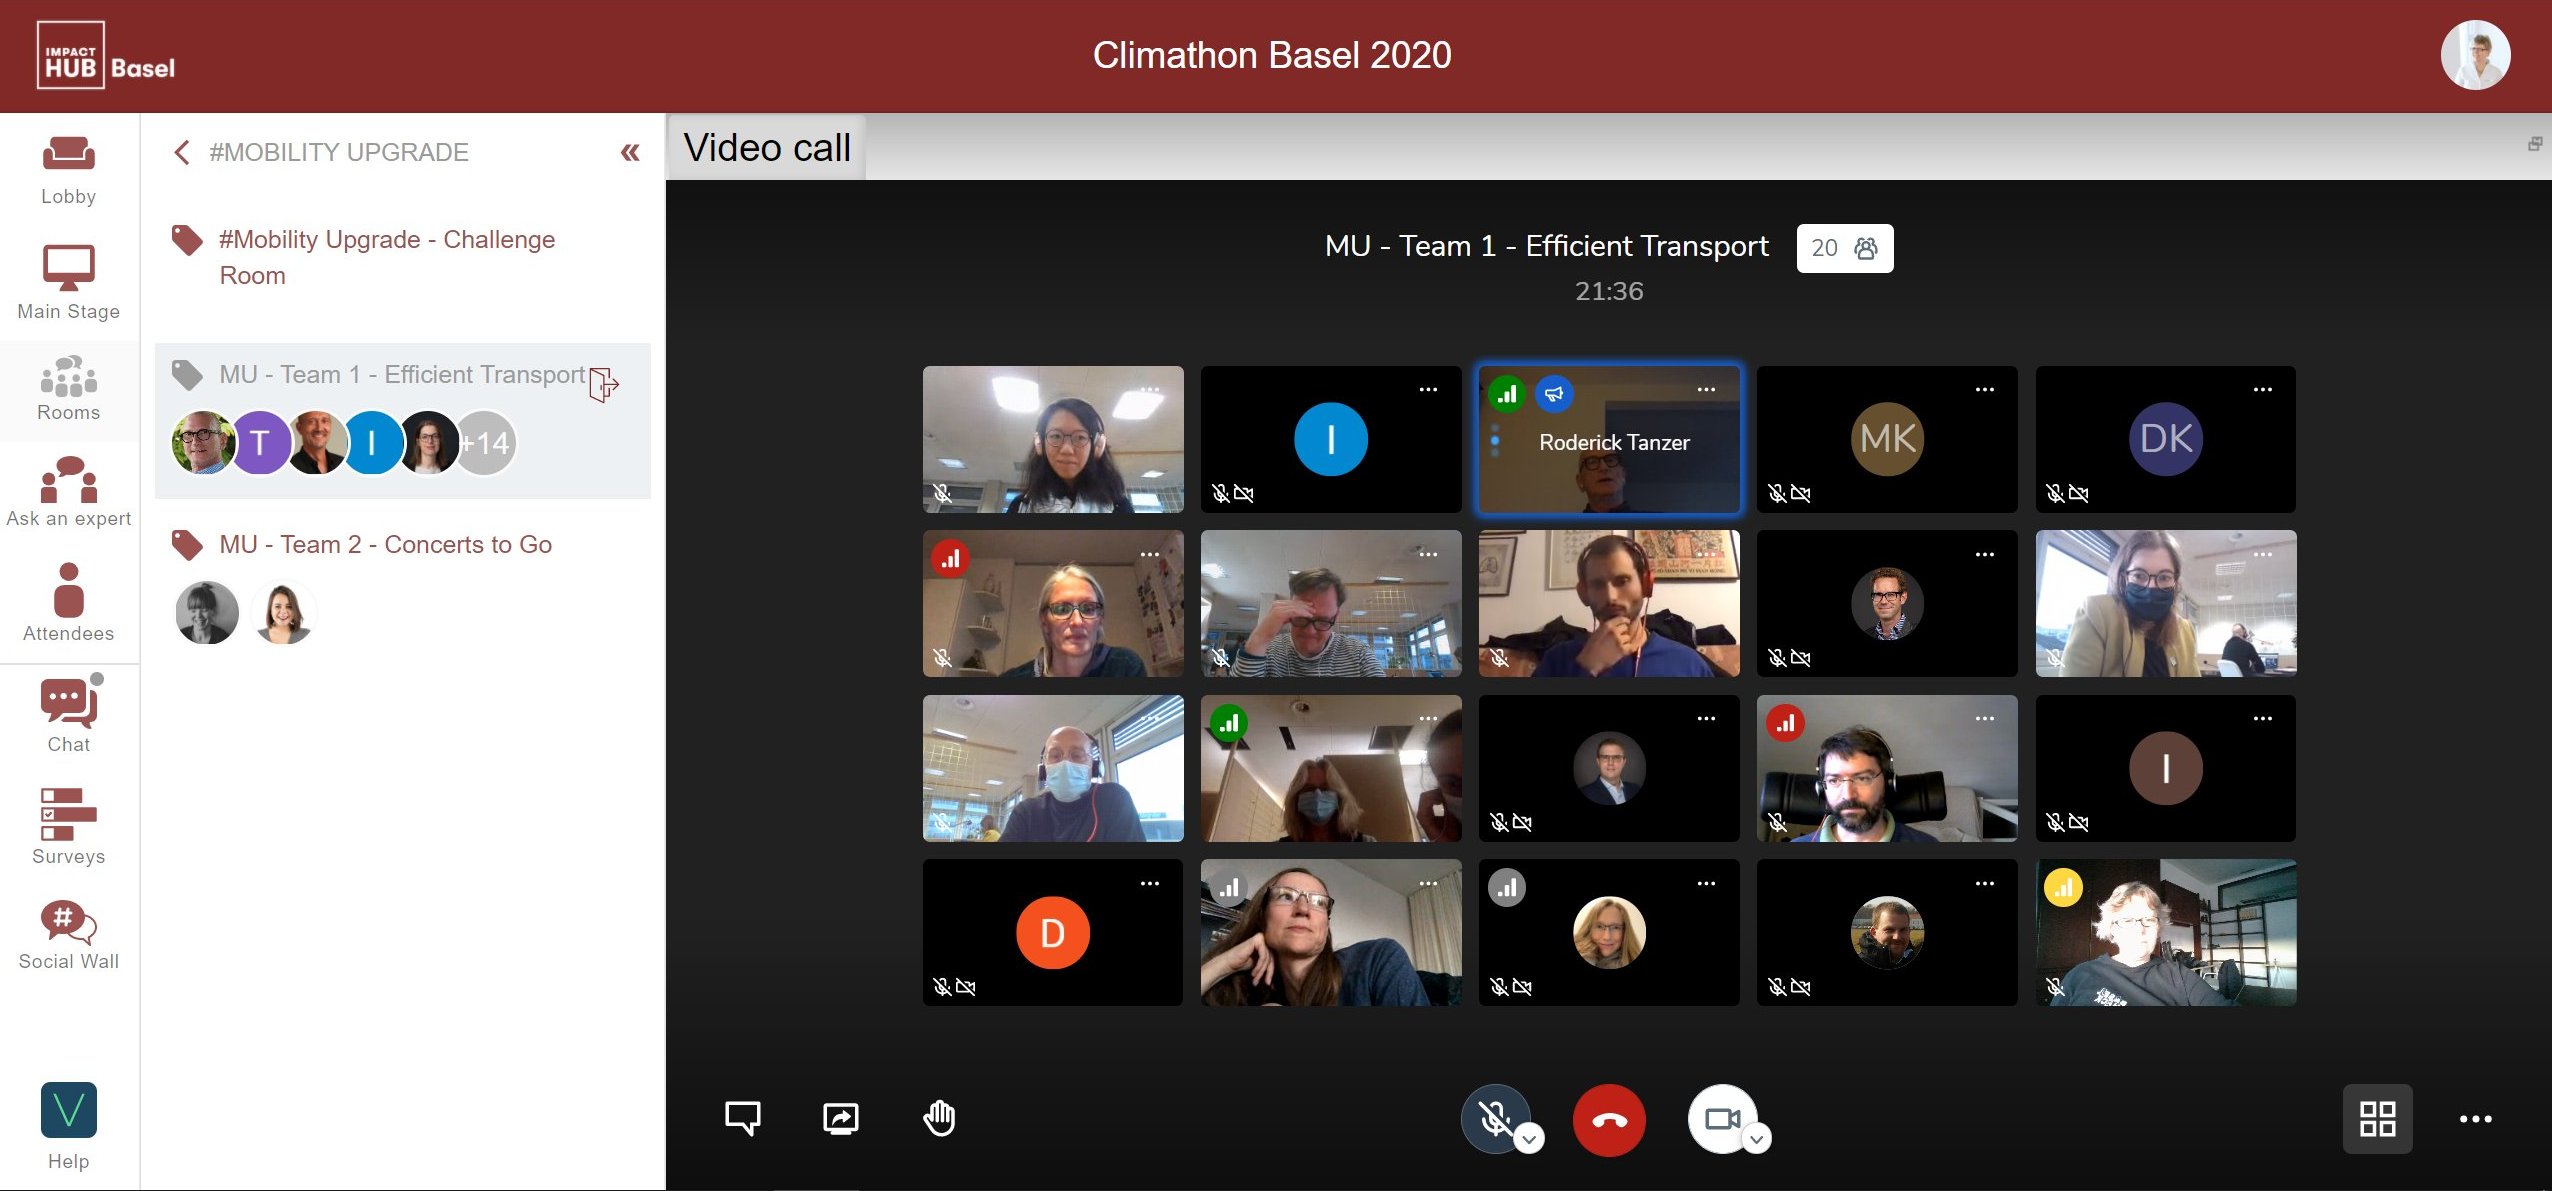 IMPACT
HUB Basel
Climathon Basel 2020
Lobby
Main Stage
Rooms
Ask an expert
Attendees
Chat
Surveys
Social Wall
Help
#MOBILITY UPGRADE
#Mobility Upgrade - Challenge
Room
MU - Team 1 - Efficient Transport
T
I
+14
MU - Team 2 - Concerts to Go
Video call
MU - Team 1 - Efficient Transport 20
21:36
I
Roderick Tanzer
MK
DK
I
D